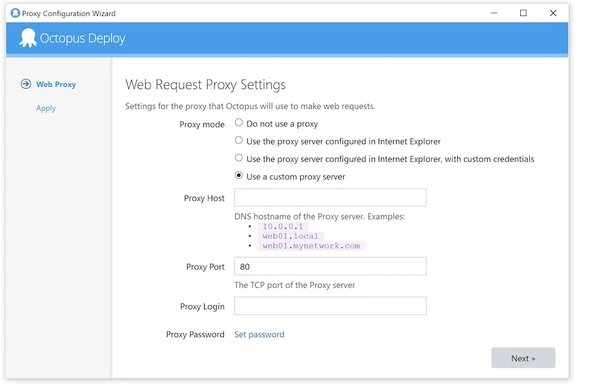 Proxy Configuration Wizard
Octopus Deploy
Web Proxy
Apply
Web Request Proxy Settings
Settings for the proxy that Octopus will use to make web requests.
Proxy mode
Do not use a proxy
Use the proxy server configured in Internet Explorer
Use the proxy server configured in Internet Explorer, with custom credentials
Use a custom proxy server
Proxy Host
DNS hostname of the Proxy server. Examples:
• 10.0.0.1
• web01.local
• web01.mynetwork.com
Proxy Port 80
The TCP port of the Proxy server
Proxy Login
Proxy Password Set password
Next »